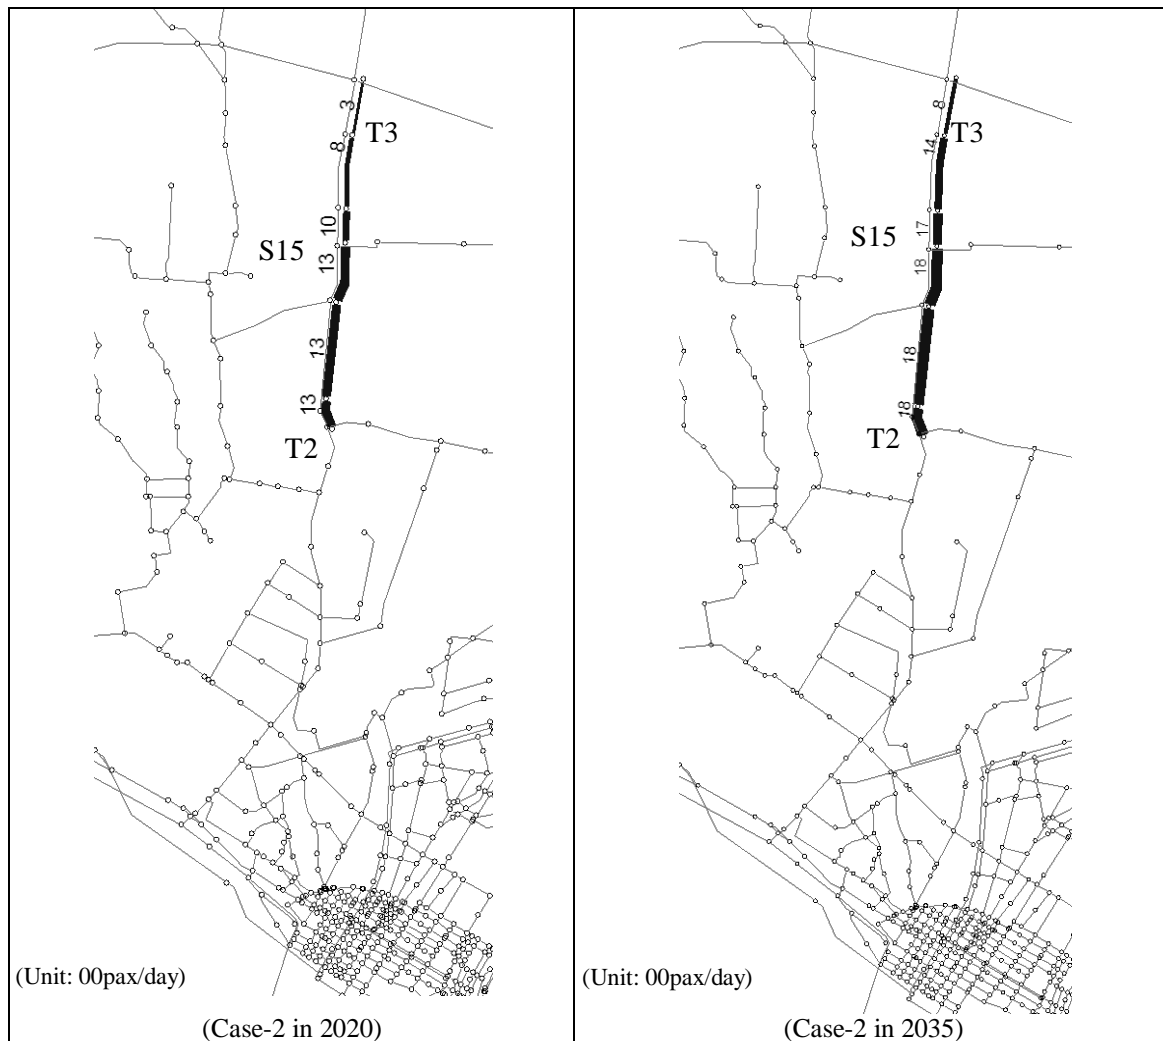 3
T3
8
10
S15
13
13
13
T2
(Unit: 00pax/day)
(Case-2 in 2020)
8
T3
14
17
S15
18
18
18
T2
(Unit: 00pax/day)
(Case-2 in 2035)